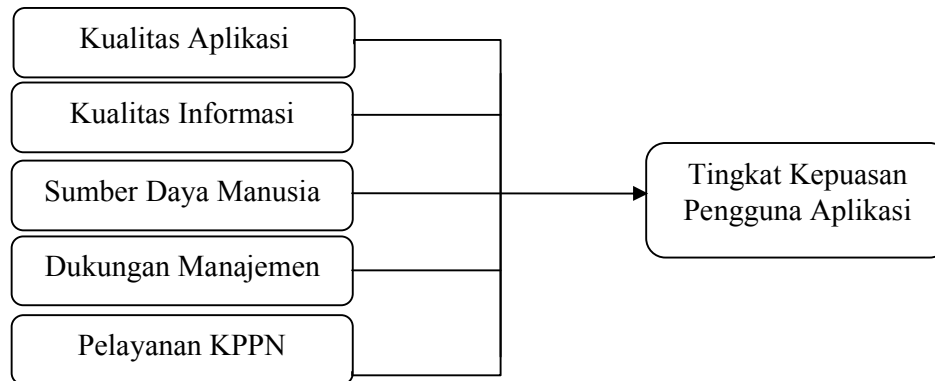 Kualitas Aplikasi
Kualitas Informasi
Sumber Daya Manusia
Dukungan Manajemen
Pelayanan KPPN
Tingkat Kepuasan
Pengguna Aplikasi